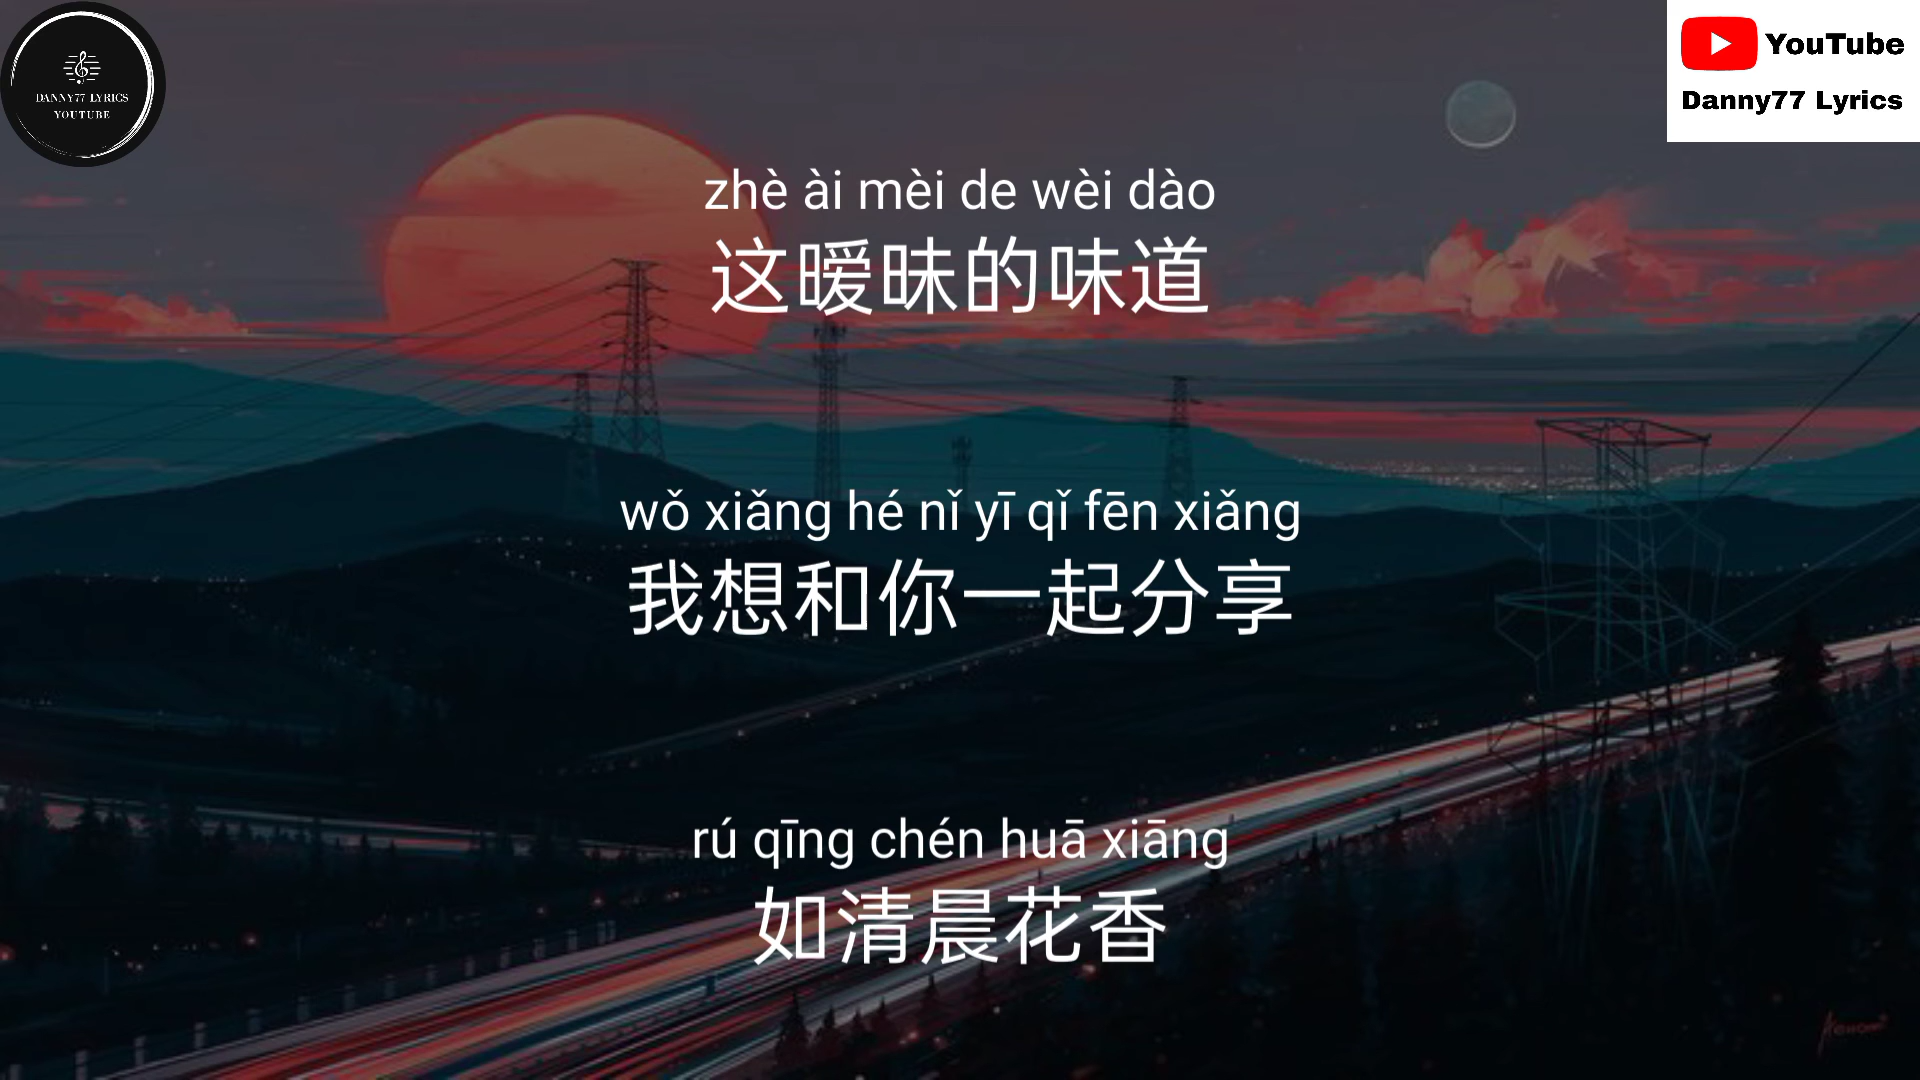 DANNY77 LYRICS
YOUTUBE
YouTube
Danny77 Lyrics
zhè ài mèi de wèi dào
这暧昧的味道
wǒ xiǎng hé nǐ yī qǐ fēn xiǎng
我想和你一起分享
rú qīng chén huā xiāng
如清晨花香